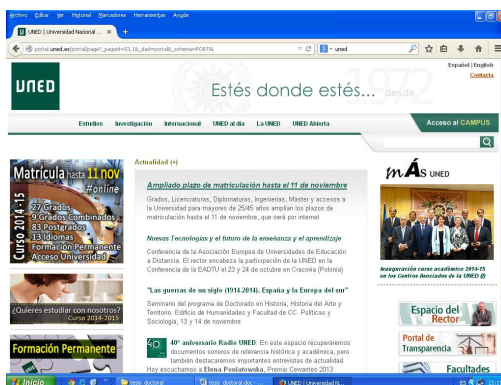 Archivo Editar Ver Historial Marcadores Herramientas Ayuda
UNED | Universidad Nacional ...
portal.uned.es/portal/page?_pageid=93,1&_dad=portal&_schema=PORTAL
uned
Español | English
Contacta
UNED
Estés donde estés... desde 1972
Estudios Investigación Internacional UNED al día La UNED UNED Abierta
Acceso al CAMPUS
Matrícula hasta 11 nov
#online
Curso 2014-15
27 Grados
9 Grados Combinados
83 Postgrados
13 Idiomas
Formación Permanente
Acceso Universidad
¿Quieres estudiar con nosotros?
Curso 2014-2015
Formación Permanente
Actualidad (+)
Ampliado plazo de matriculación hasta el 11 de noviembre
Grados, Licenciaturas, Diplomaturas, Ingenierías, Master y accesos a
la Universidad para mayores de 25/45 años amplían los plazos de
matriculación hasta el 11 de noviembre, que será por internet
Nuevas Tecnologías y el futuro de la enseñanza y el aprendizaje
Conferencia de la Asociación Europea de Universidades de Educación
a Distancia. El rector encabeza la participación de la UNED en la
Conferencia de la EADTU el 23 y 24 de octubre en Cracovia (Polonia)
"Las guerras de un siglo (1914-2014). España y la Europa del sur"
Seminario del programa de Doctorado en Historia, Historia del Arte y
Territorio. Edificio de Humanidades y Facultad de CC. Políticas y
Sociología, 13 y 14 de noviembre
40º aniversario Radio UNED: En este espacio recuperaremos
documentos sonoros de relevancia histórica y académica, pero
también destacaremos importantes entrevistas de actualidad.
Hoy escuchamos a Elena Poniatowska, Premio Cervantes 2013
mÁs UNED
Inauguración curso académico 2014-15
en los Centros Asociados de la UNED (I)
Espacio del
Rector
Portal de
Transparencia
Facultades
Inicio
tesis doctoral
tesis doctoral.doc - ...
UNED | Universidad N...
ES